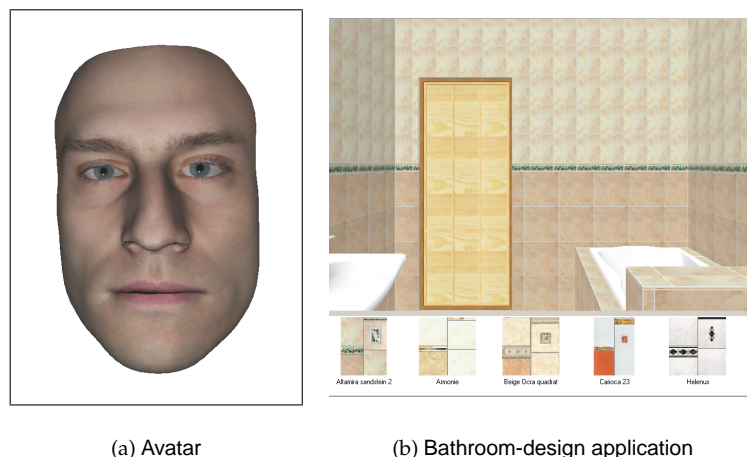 Altamira sandstein 2 Armonie Beige Ocra quadrat Carioca 23 Helenus
(a) Avatar (b) Bathroom-design application